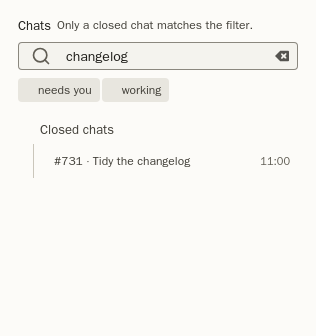 Chats Only a closed chat matches the filter.
changelog
needs you working
Closed chats
#731 · Tidy the changelog 11:00